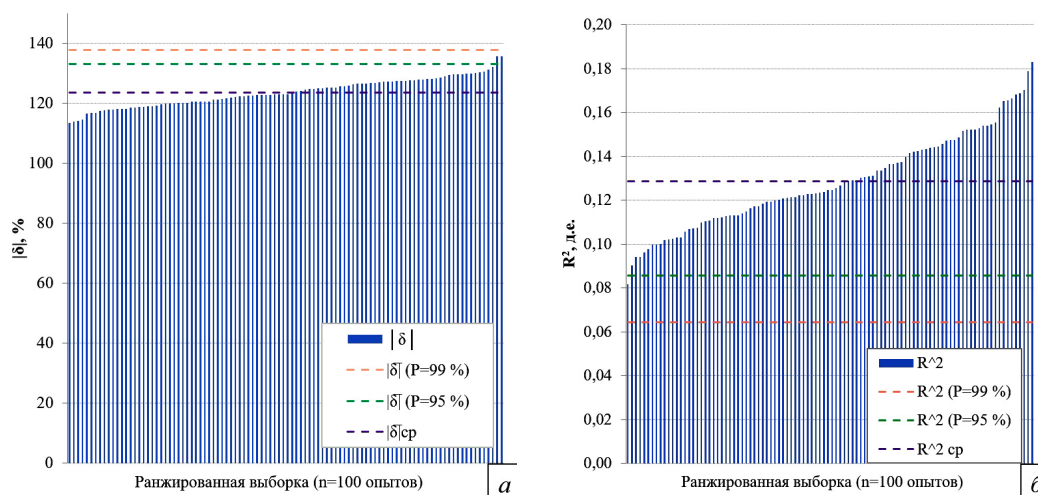 |δ|, %
140
120
100
80
60
40
20
0
| δ |
|δ| (P=99 %)
|δ| (P=95 %)
|δ|ср
Ранжированная выборка (n=100 опытов)
а
R², д.е.
0,20
0,18
0,16
0,14
0,12
0,10
0,08
0,06
0,04
0,02
0,00
R^2
R^2 (P=99 %)
R^2 (P=95 %)
R^2 ср
Ранжированная выборка (n=100 опытов)
б